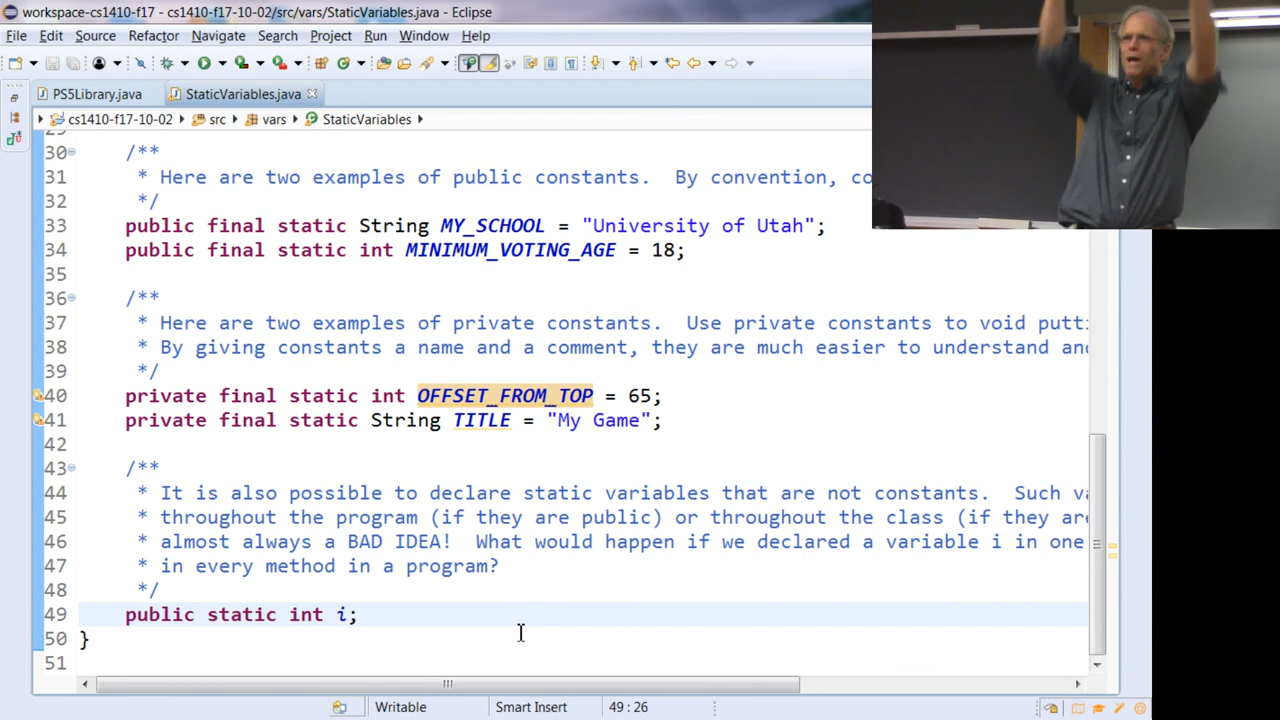 workspace-cs1410-f17 - cs1410-f17-10-02/src/vars/StaticVariables.java - Eclipse
File Edit Source Refactor Navigate Search Project Run Window Help
PS5Library.java StaticVariables.java
cs1410-f17-10-02 src vars StaticVariables
30 /**
31 * Here are two examples of public constants. By convention, co
32 */
33 public final static String MY_SCHOOL = "University of Utah";
34 public final static int MINIMUM_VOTING_AGE = 18;
35
36 /**
37 * Here are two examples of private constants. Use private constants to void putti
38 * By giving constants a name and a comment, they are much easier to understand an
39 */
40 private final static int OFFSET_FROM_TOP = 65;
41 private final static String TITLE = "My Game";
42
43 /**
44 * It is also possible to declare static variables that are not constants. Such va
45 * throughout the program (if they are public) or throughout the class (if they are
46 * almost always a BAD IDEA! What would happen if we declared a variable i in one
47 * in every method in a program?
48 */
49 public static int i;
50 }
51
Writable Smart Insert 49 : 26